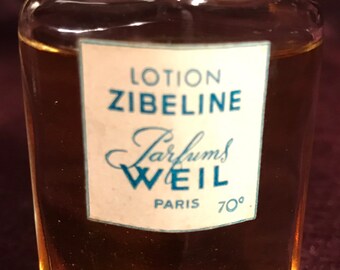 LOTION
ZIBELINE
Parfums
WEIL
PARIS 70°